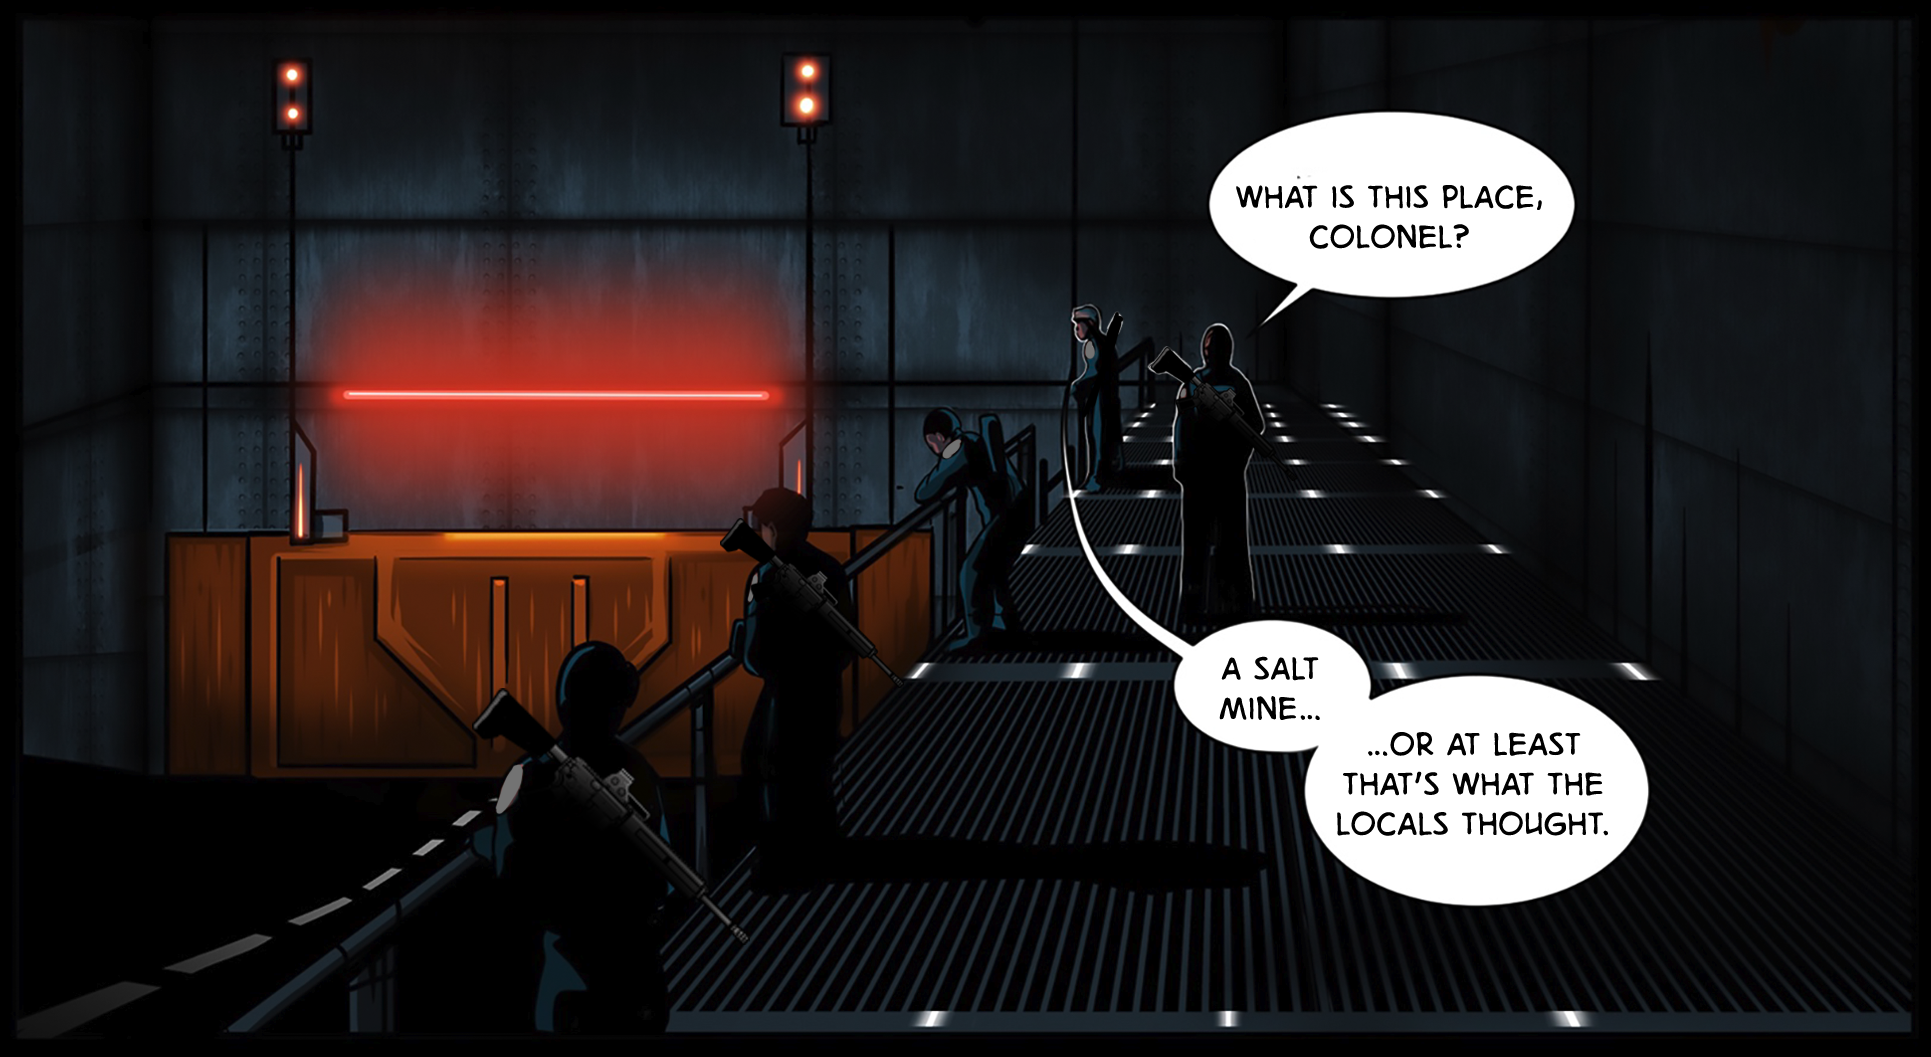 WHAT IS THIS PLACE,
COLONEL?
A SALT
MINE...
...OR AT LEAST
THAT'S WHAT THE
LOCALS THOUGHT.